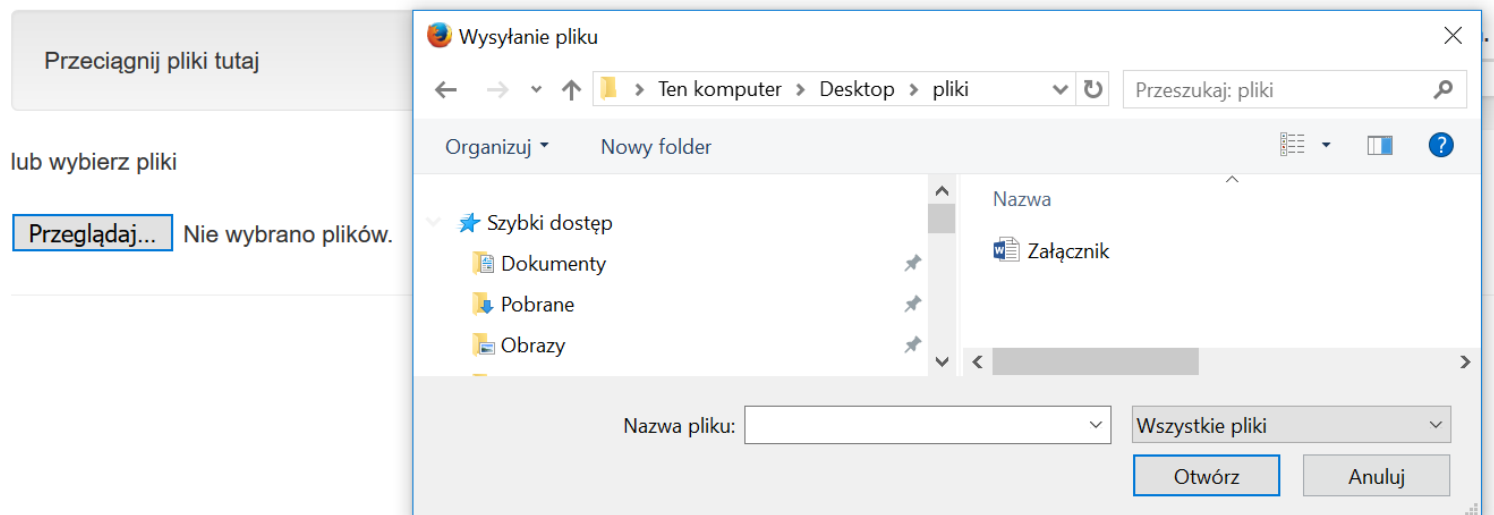 Przeciągnij pliki tutaj
lub wybierz pliki
Przeglądaj... Nie wybrano plików.
Wysyłanie pliku
Ten komputer > Desktop > pliki
Przeszukaj: pliki
Organizuj
Nowy folder
Szybki dostęp
Dokumenty
Pobrane
Obrazy
Nazwa
Załącznik
Nazwa pliku:
Wszystkie pliki
Otwórz
Anuluj